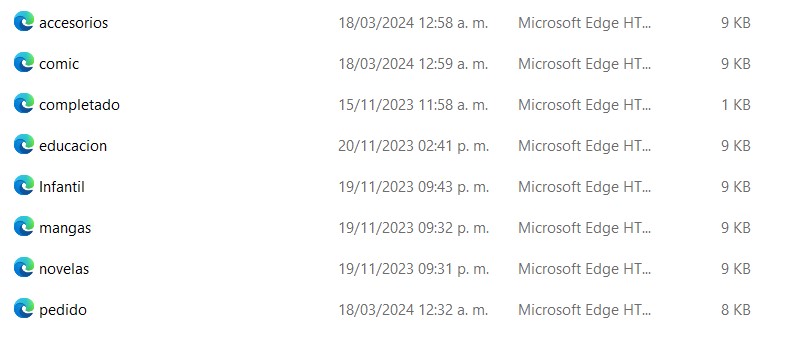 accesorios 18/03/2024 12:58 a. m. Microsoft Edge HT... 9 KB
comic 18/03/2024 12:59 a. m. Microsoft Edge HT... 9 KB
completado 15/11/2023 11:58 a. m. Microsoft Edge HT... 1 KB
educacion 20/11/2023 02:41 p. m. Microsoft Edge HT... 9 KB
Infantil 19/11/2023 09:43 p. m. Microsoft Edge HT... 9 KB
mangas 19/11/2023 09:32 p. m. Microsoft Edge HT... 9 KB
novelas 19/11/2023 09:31 p. m. Microsoft Edge HT... 9 KB
pedido 18/03/2024 12:32 a. m. Microsoft Edge HT... 8 KB